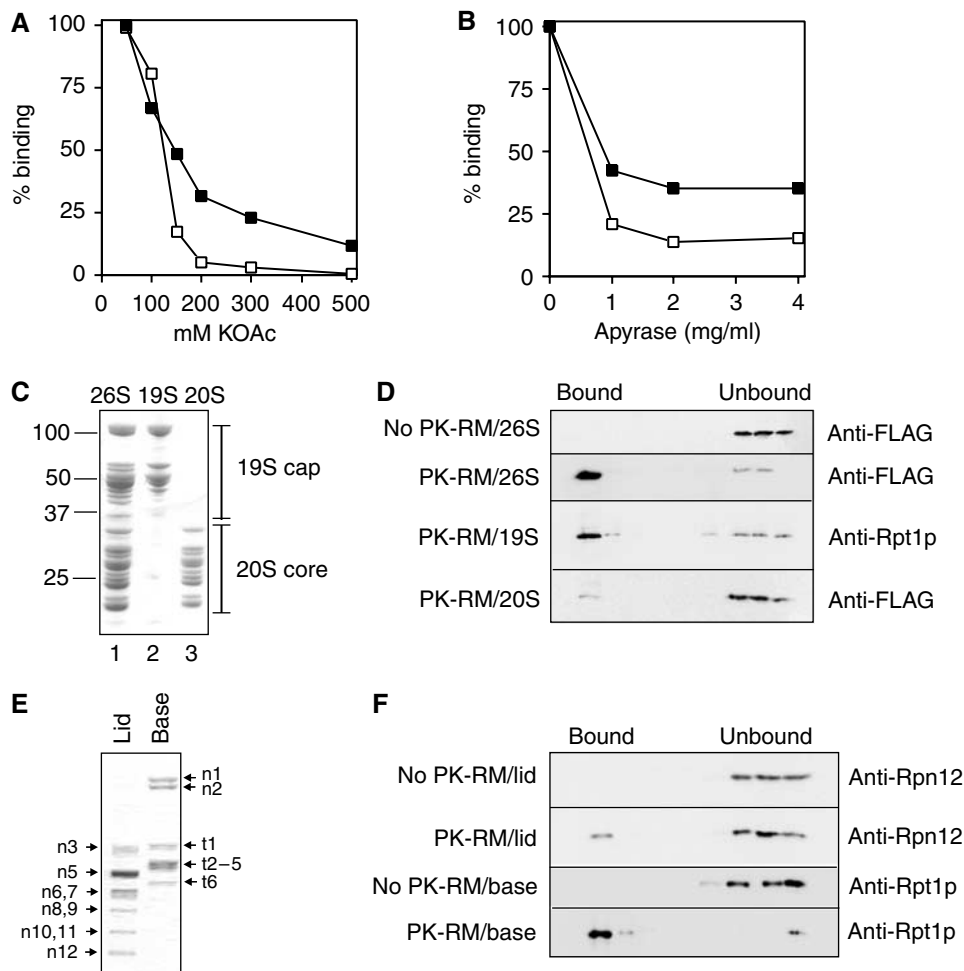 A
100
75
50
25
0
% binding
0 100 200 300 400 500
mM KOAc
B
100
75
50
25
0
% binding
0 1 2 3 4
Apyrase (mg/ml)
C
26S 19S 20S
100
50
37
25
19S cap
20S core
1 2 3
D
Bound Unbound
No PK-RM/26S Anti-FLAG
PK-RM/26S Anti-FLAG
PK-RM/19S Anti-Rpt1p
PK-RM/20S Anti-FLAG
E
Lid Base
n1
n2
n3 t1
n5 t2–5
n6,7 t6
n8,9
n10,11
n12
F
Bound Unbound
No PK-RM/lid Anti-Rpn12
PK-RM/lid Anti-Rpn12
No PK-RM/base Anti-Rpt1p
PK-RM/base Anti-Rpt1p